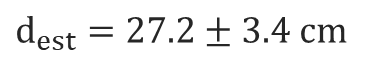 d_est = 27.2 ± 3.4 cm